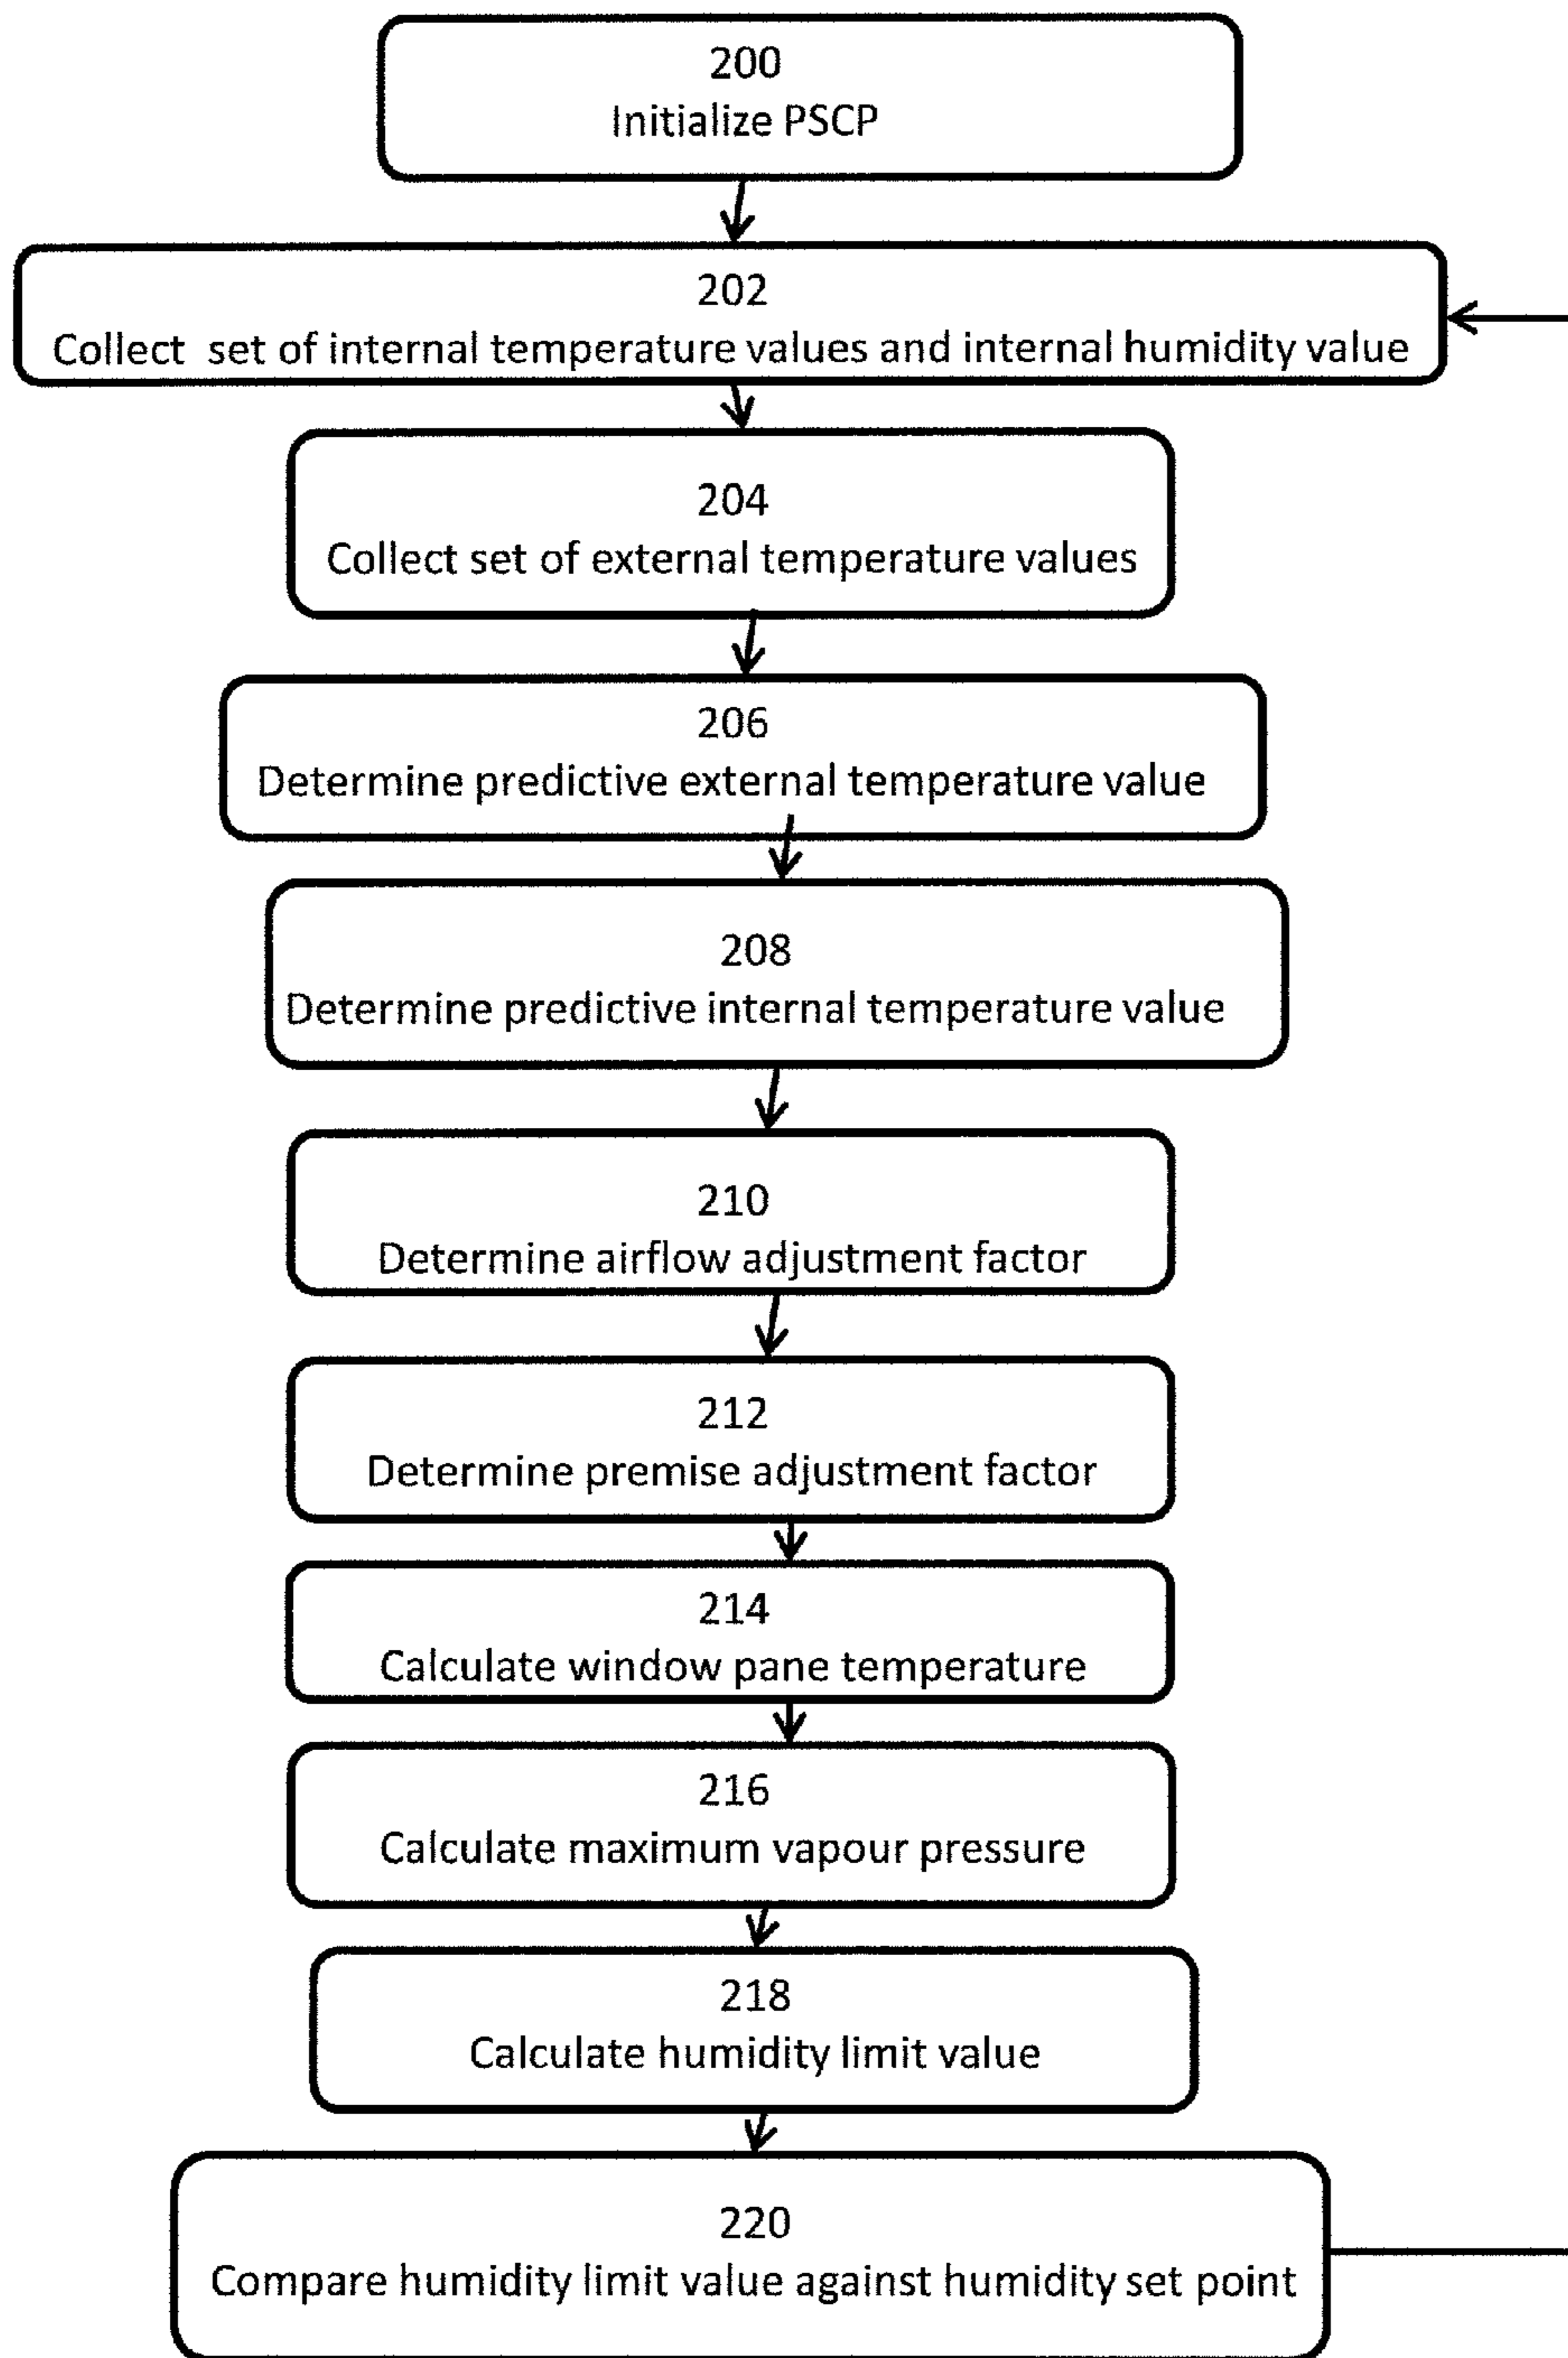 200
Initialize PSCP
202
Collect set of internal temperature values and internal humidity value
204
Collect set of external temperature values
206
Determine predictive external temperature value
208
Determine predictive internal temperature value
210
Determine airflow adjustment factor
212
Determine premise adjustment factor
214
Calculate window pane temperature
216
Calculate maximum vapour pressure
218
Calculate humidity limit value
220
Compare humidity limit value against humidity set point